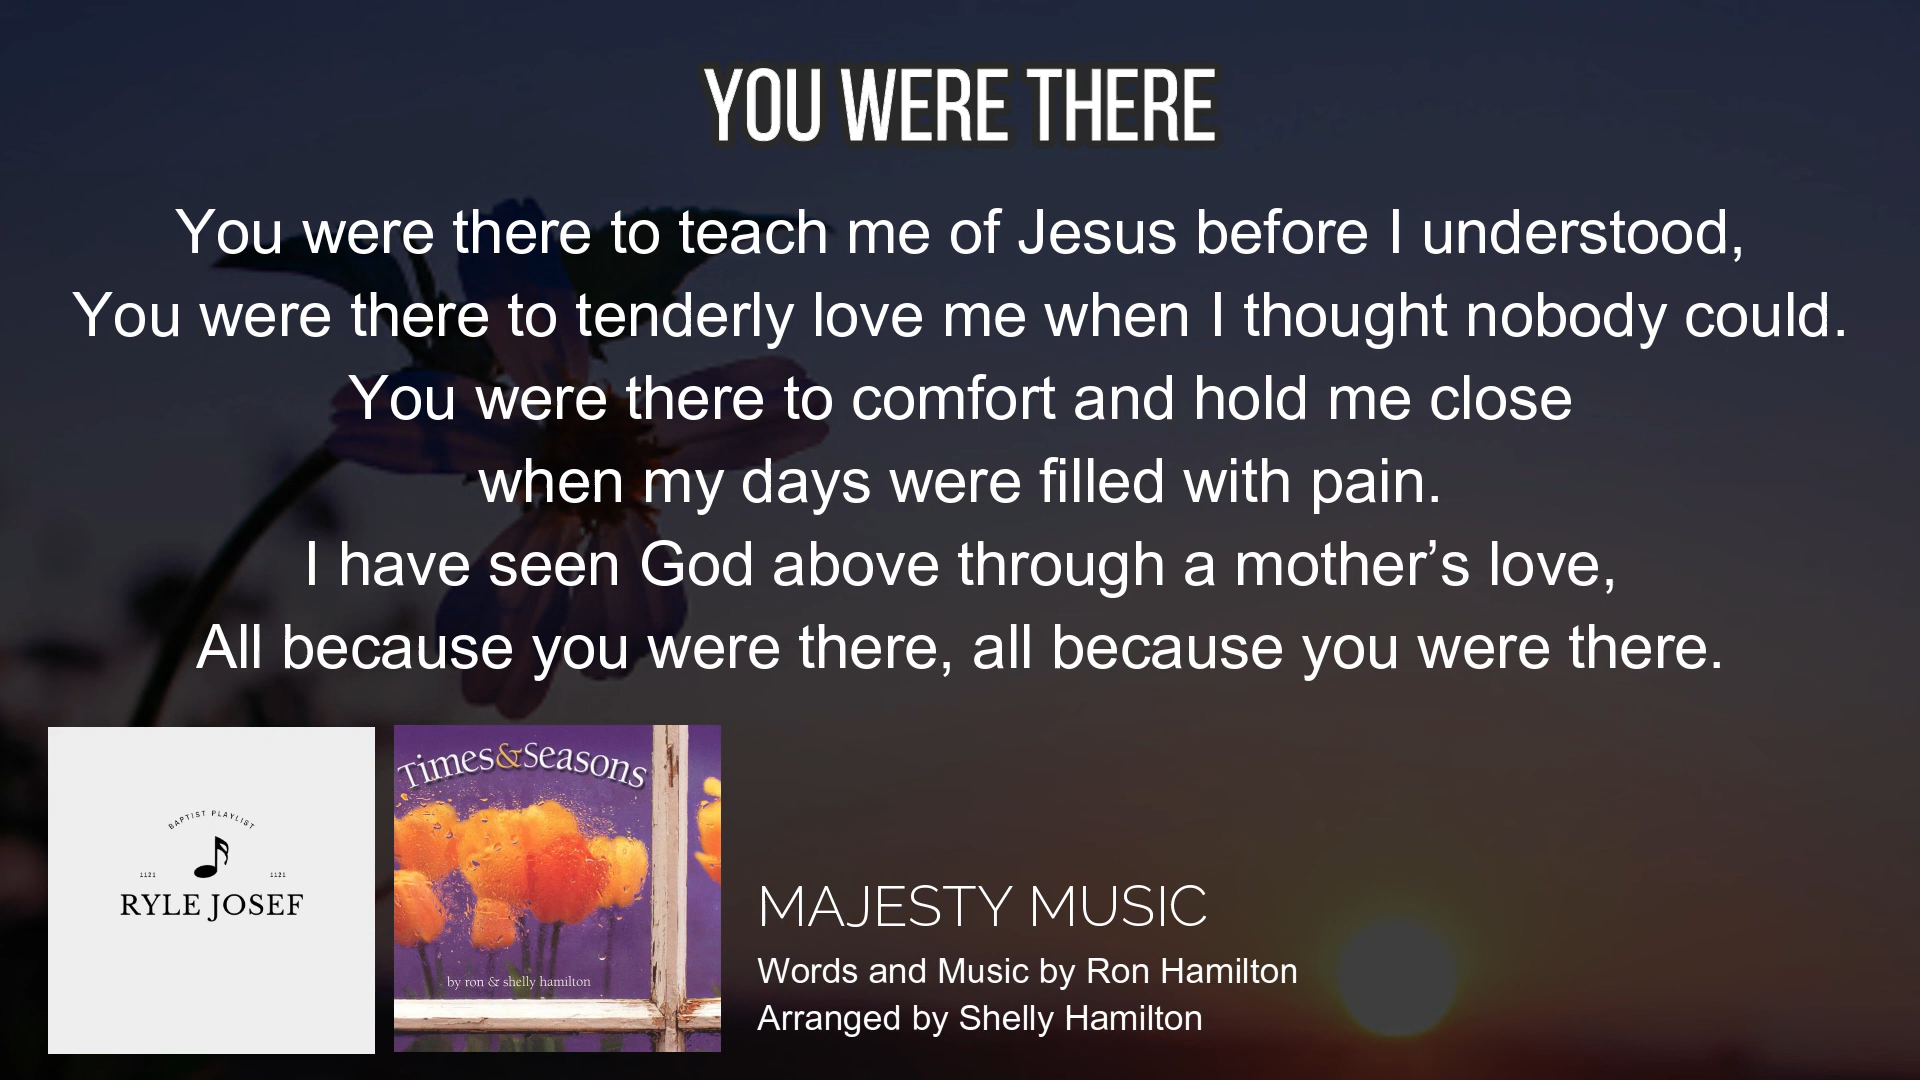 YOU WERE THERE
You were there to teach me of Jesus before I understood,
You were there to tenderly love me when I thought nobody could.
You were there to comfort and hold me close
when my days were filled with pain.
I have seen God above through a mother’s love,
All because you were there, all because you were there.
BAPTIST PLAYLIST
1121 1121
RYLE JOSEF
Times&Seasons
by ron & shelly hamilton
MAJESTY MUSIC
Words and Music by Ron Hamilton
Arranged by Shelly Hamilton